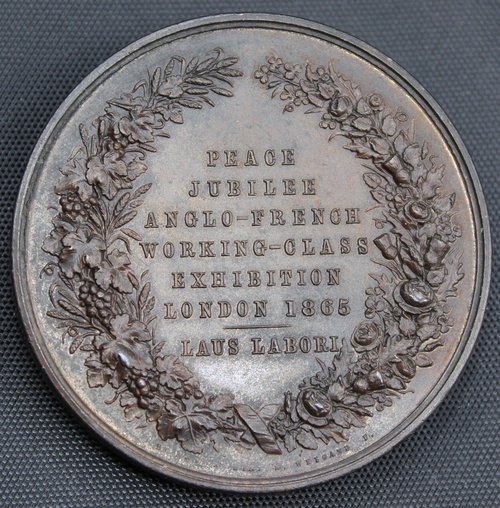 PEACE
JUBILEE
ANGLO-FRENCH
WORKING-CLASS
EXHIBITION
LONDON 1865
LAUS LABORI